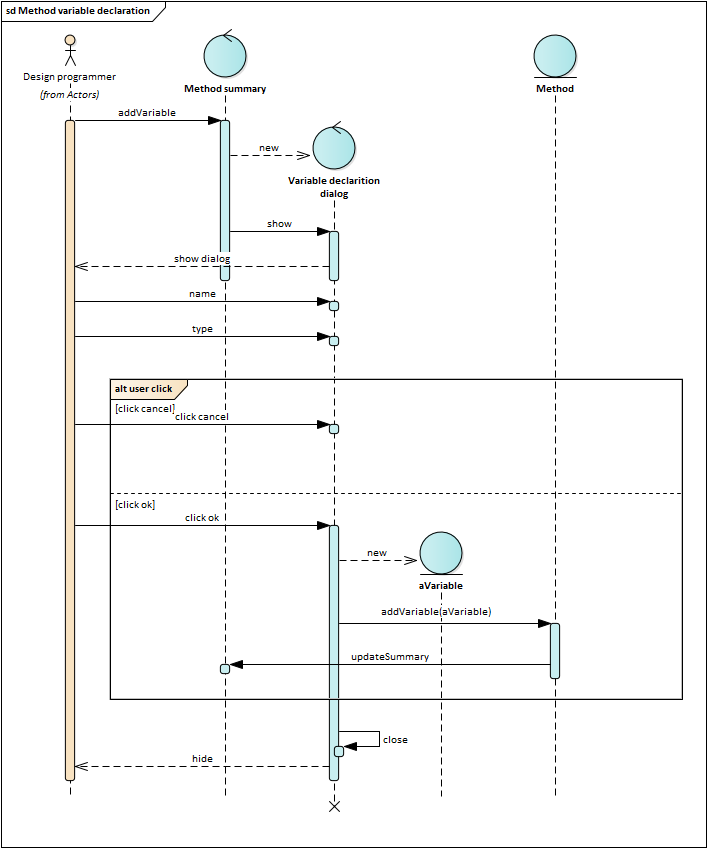 sd Method variable declaration
Design programmer
(from Actors)
Method summary
Method
addVariable
new
Variable declarition
dialog
show
show dialog
name
type
alt user click
[click cancel]
click cancel
[click ok]
click ok
new
aVariable
addVariable(aVariable)
updateSummary
close
hide